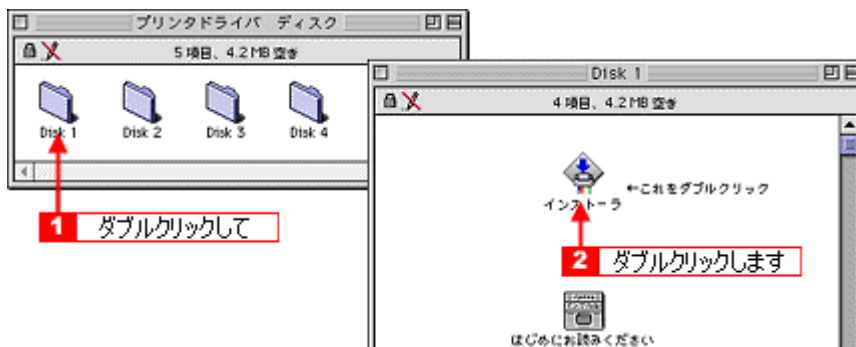 プリンタドライバ ディスク
5項目、4.2 MB 空き
Disk 1
Disk 2
Disk 3
Disk 4
1 ダブルクリックして
Disk 1
4項目、4.2 MB 空き
←これをダブルクリック
インストーラ
2 ダブルクリックします
はじめにお読みください